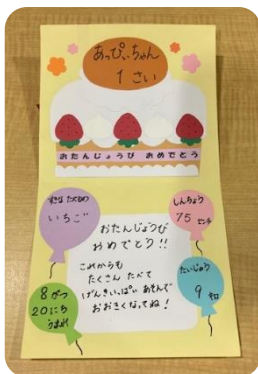 あっぴぃちゃん
1さい
おたんじょうび おめでとう
すきな たべもの
いちご
しんちょう
75 センチ
おたんじょうび
おめでとう!!
これからも
たくさん たべて
げんきいっぱい あそんで
おおきくなってね!
8がつ
20にち
うまれ
たいじゅう
9 キロ